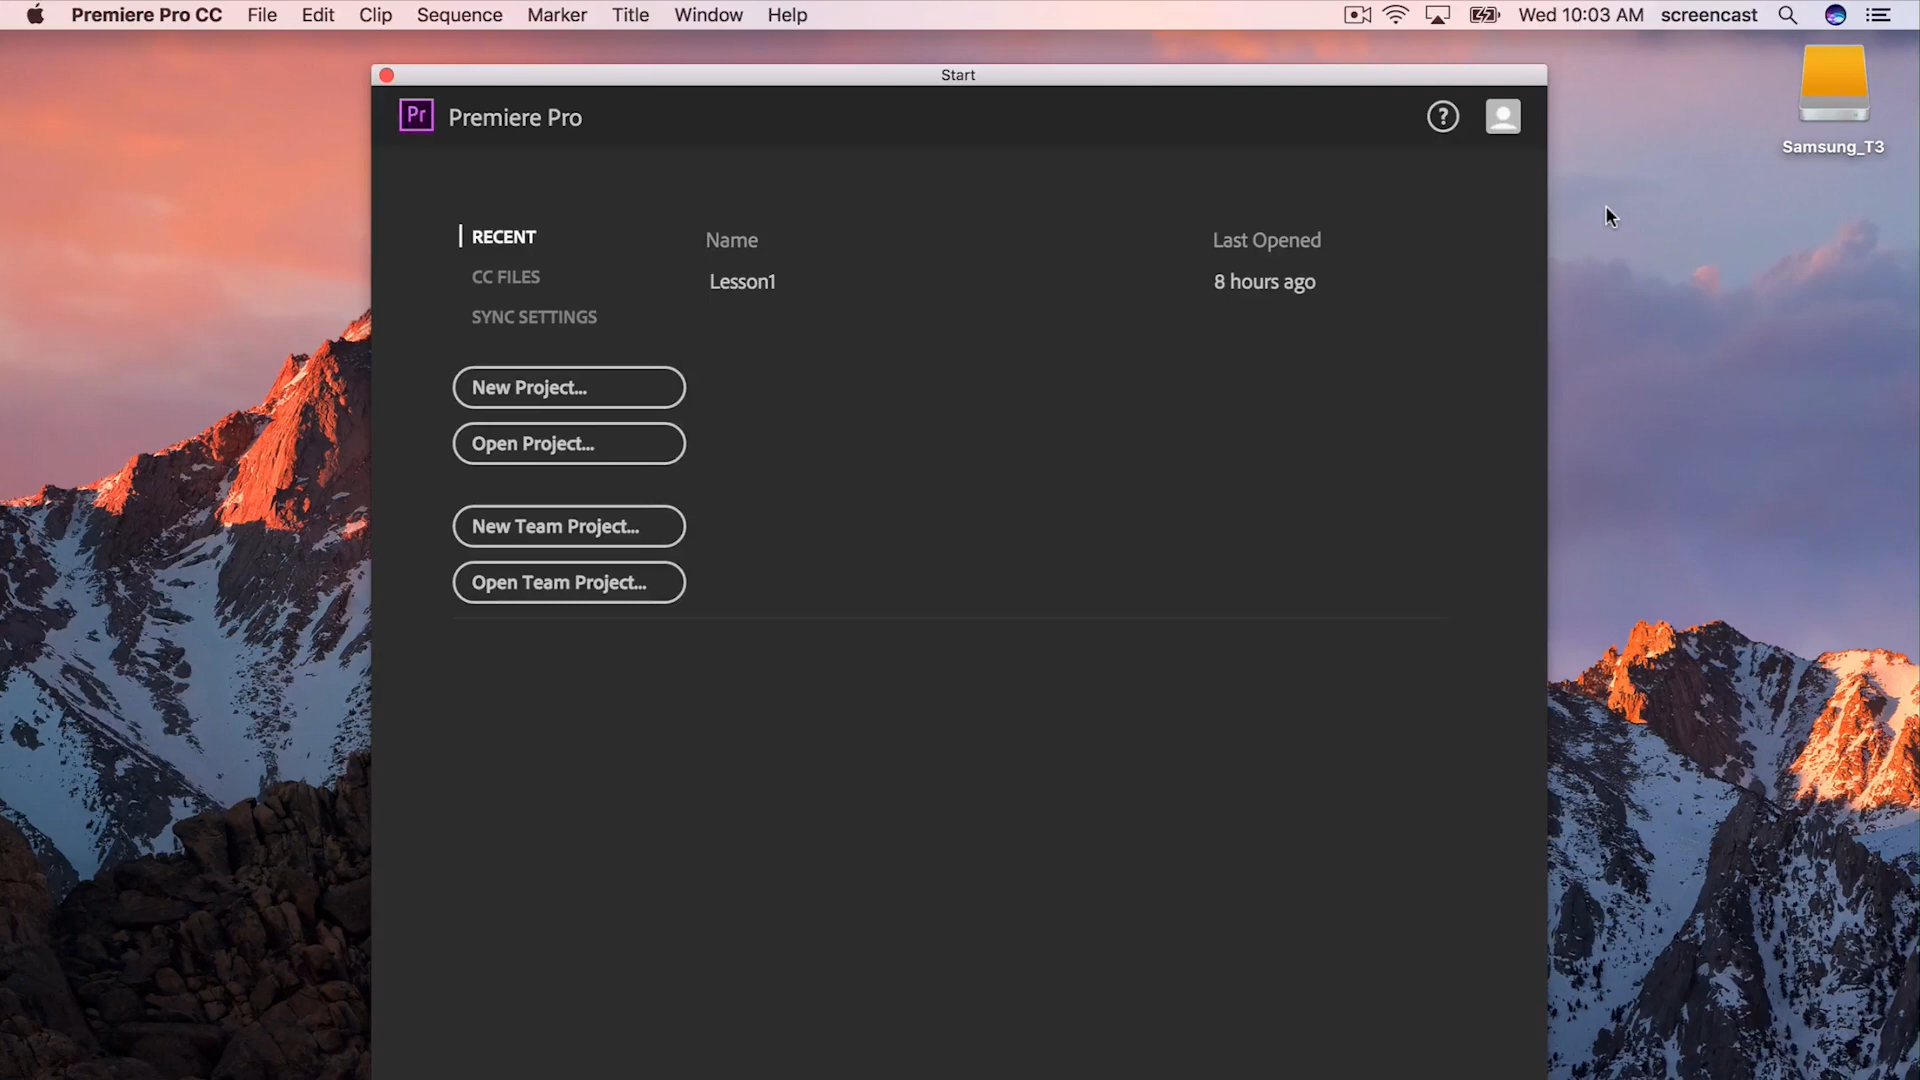 Premiere Pro CC File Edit Clip Sequence Marker Title Window Help Wed 10:03 AM screencast
Start
Pr Premiere Pro ?
Samsung_T3
RECENT Name Last Opened
Lesson1 8 hours ago
CC FILES
SYNC SETTINGS
New Project...
Open Project...
New Team Project...
Open Team Project...